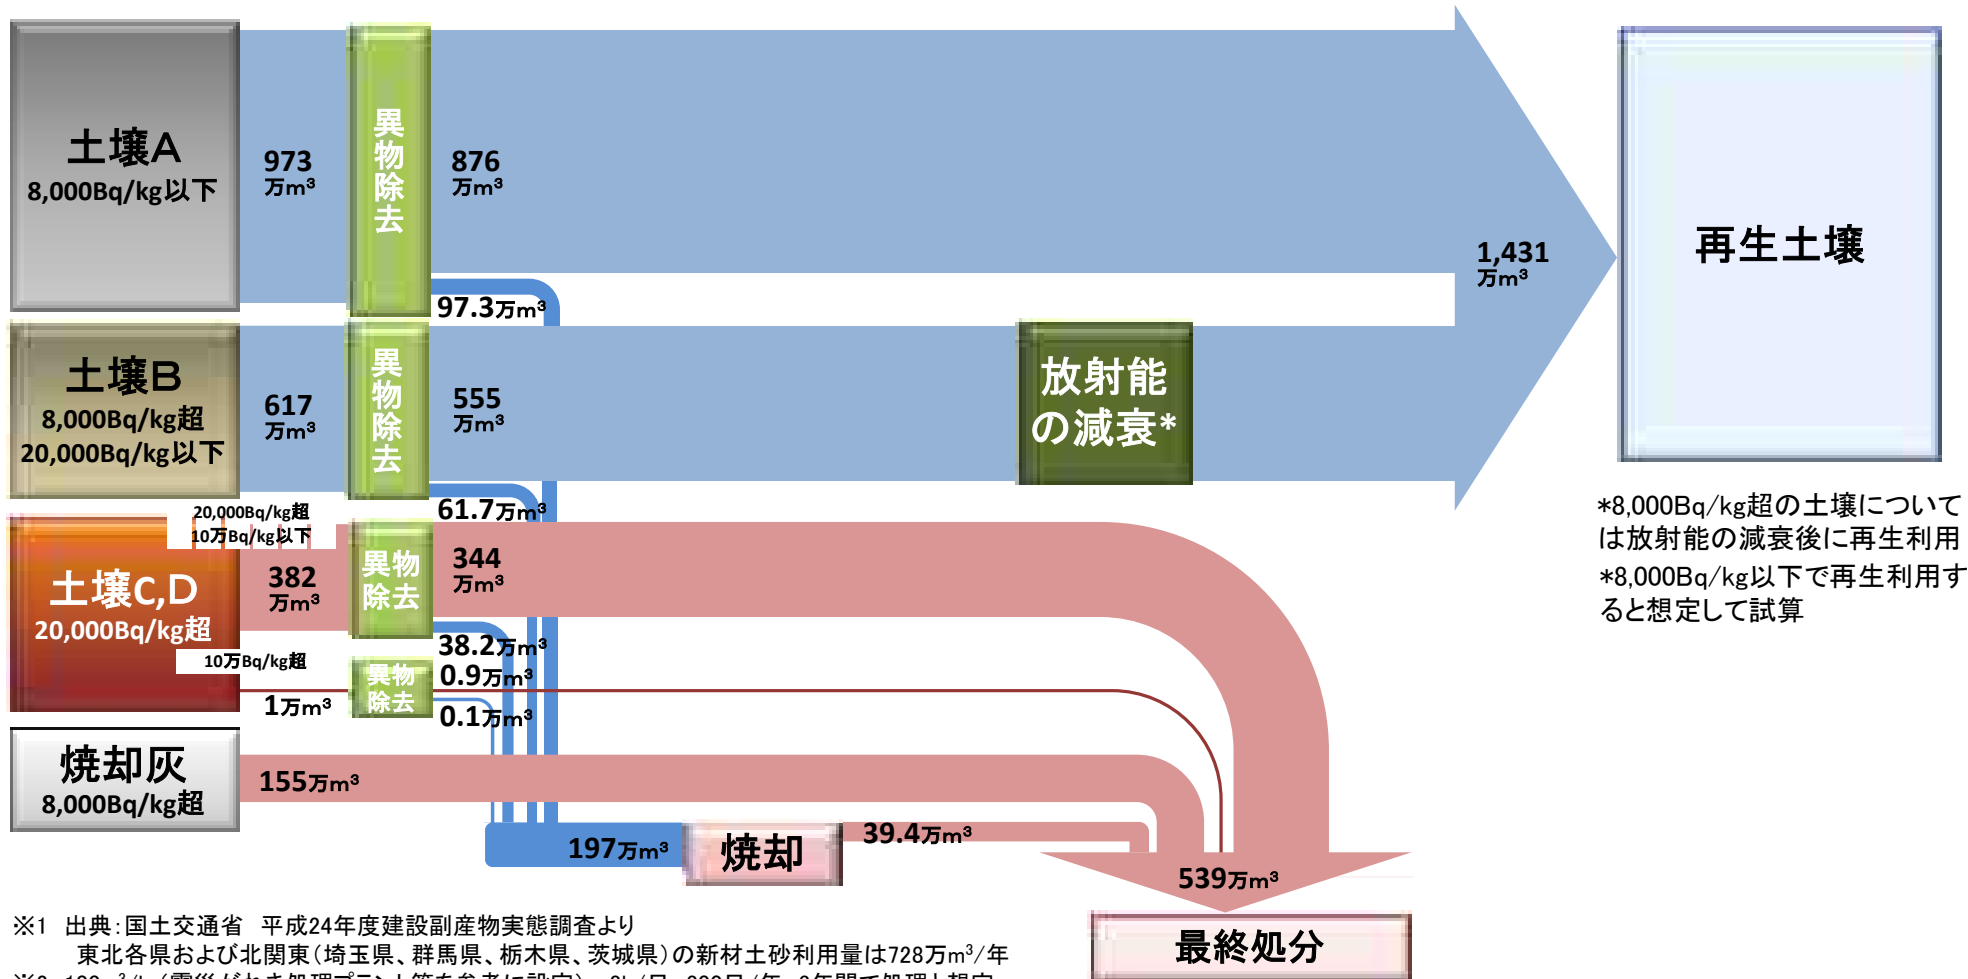 土壌A
8,000Bq/kg以下
973
万m³
異物除去
876
万m³
97.3万m³
1,431
万m³
再生土壌
土壌B
8,000Bq/kg超
20,000Bq/kg以下
617
万m³
異物除去
555
万m³
61.7万m³
放射能
の減衰*
*8,000Bq/kg超の土壌について
は放射能の減衰後に再生利用
*8,000Bq/kg以下で再生利用す
ると想定して試算
20,000Bq/kg超
10万Bq/kg以下
土壌C,D
20,000Bq/kg超
382
万m³
異物
除去
344
万m³
38.2万m³
10万Bq/kg超
1万m³
異物
除去
0.9万m³
0.1万m³
焼却灰
8,000Bq/kg超
155万m³
197万m³
焼却
39.4万m³
539万m³
最終処分
※1 出典:国土交通省 平成24年度建設副産物実態調査より
東北各県および北関東(埼玉県、群馬県、栃木県、茨城県)の新材土砂利用量は728万m³/年